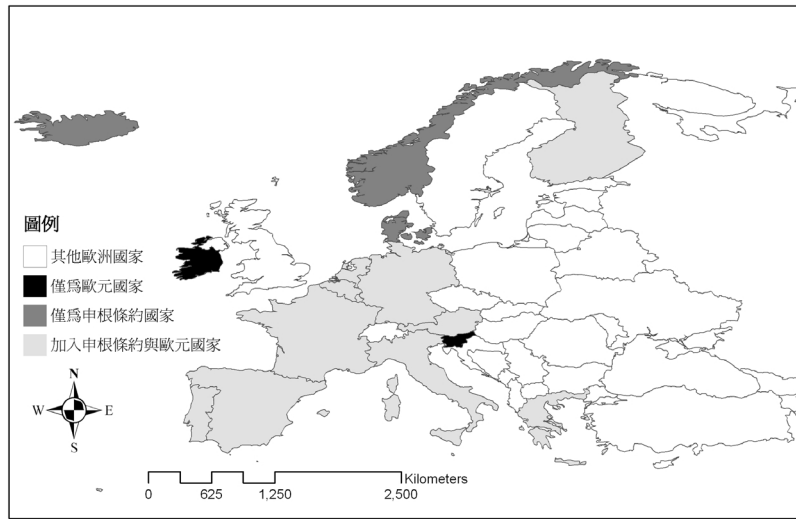 圖例
其他歐洲國家
僅為歐元國家
僅為申根條約國家
加入申根條約與歐元國家
N
W E
S
Kilometers
0 625 1,250 2,500